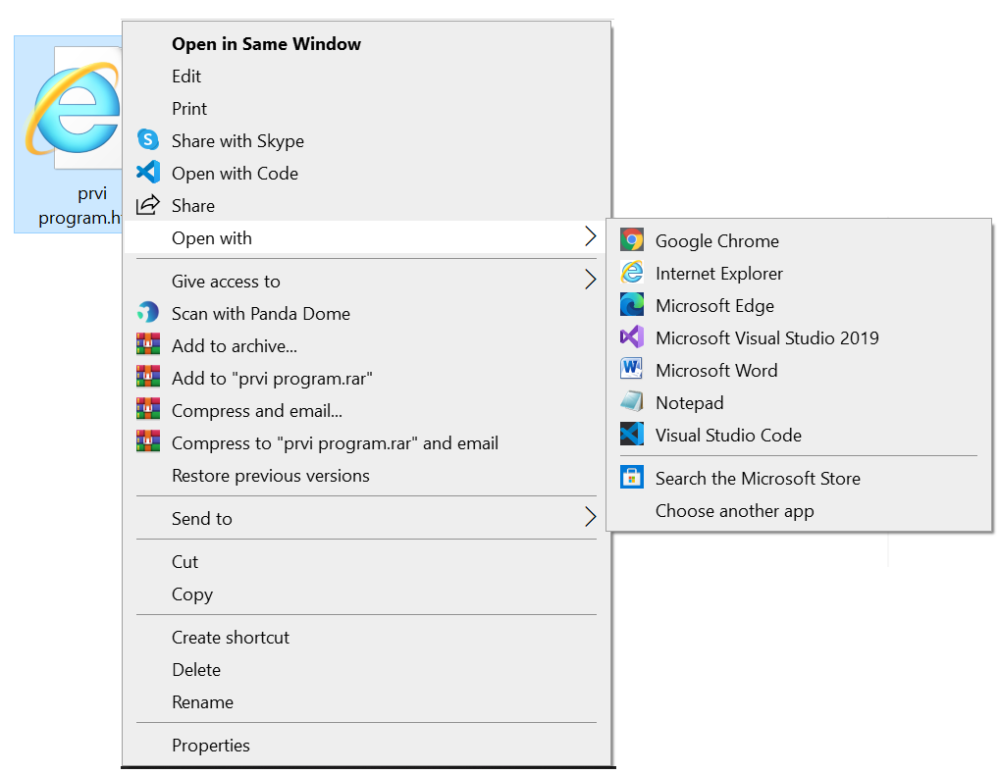 prvi
program.h
Open in Same Window
Edit
Print
Share with Skype
Open with Code
Share
Open with
Give access to
Scan with Panda Dome
Add to archive...
Add to "prvi program.rar"
Compress and email...
Compress to "prvi program.rar" and email
Restore previous versions
Send to
Cut
Copy
Create shortcut
Delete
Rename
Properties
Google Chrome
Internet Explorer
Microsoft Edge
Microsoft Visual Studio 2019
Microsoft Word
Notepad
Visual Studio Code
Search the Microsoft Store
Choose another app